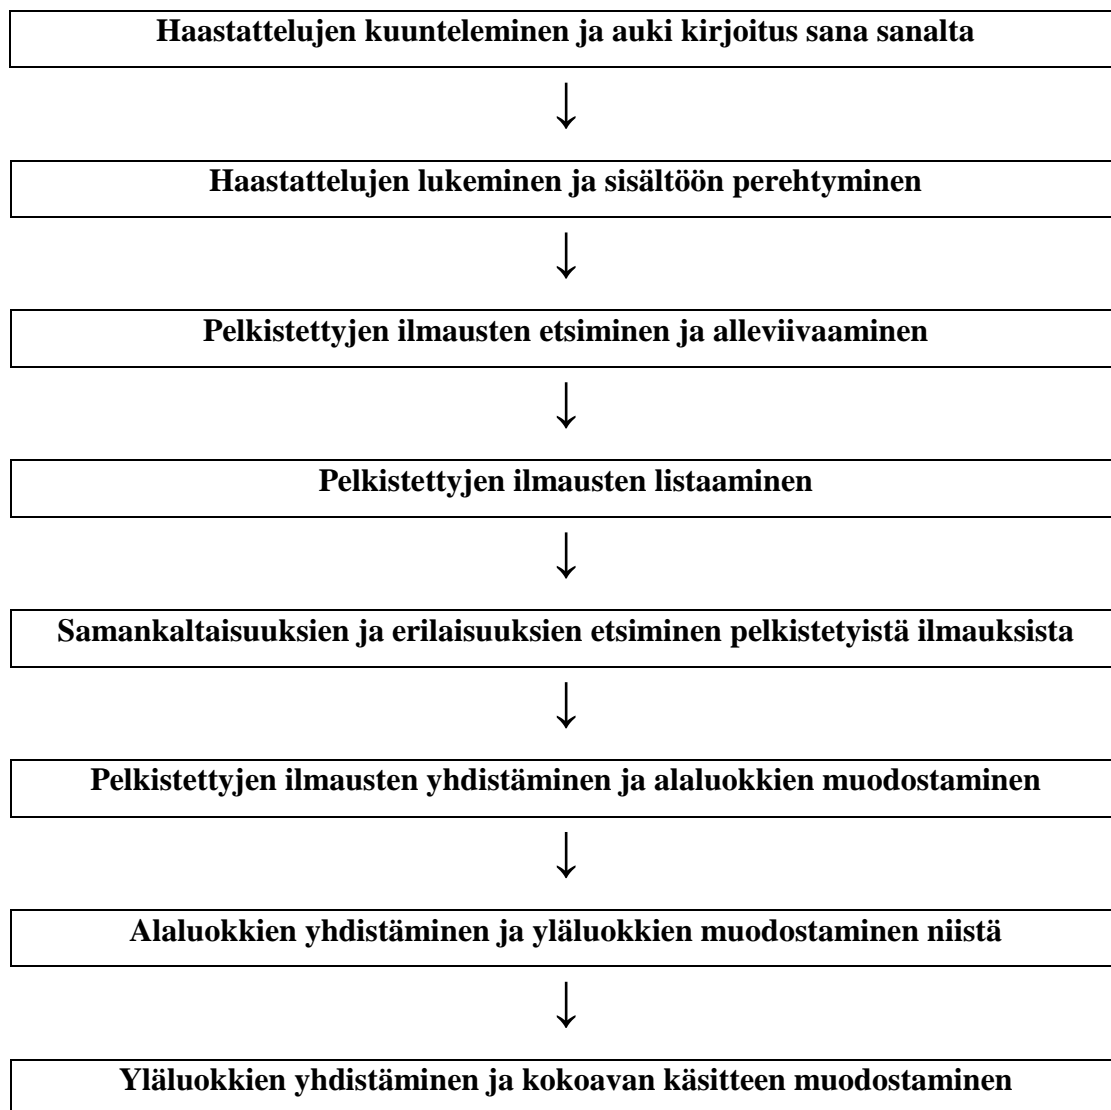 Haastattelujen kuunteleminen ja auki kirjoitus sana sanalta
↓
Haastattelujen lukeminen ja sisältöön perehtyminen
↓
Pelkistettyjen ilmausten etsiminen ja alleviivaaminen
↓
Pelkistettyjen ilmausten listaaminen
↓
Samankaltaisuuksien ja erilaisuuksien etsiminen pelkistetyistä ilmauksista
↓
Pelkistettyjen ilmausten yhdistäminen ja alaluokkien muodostaminen
↓
Alaluokkien yhdistäminen ja yläluokkien muodostaminen niistä
↓
Yläluokkien yhdistäminen ja kokoavan käsitteen muodostaminen